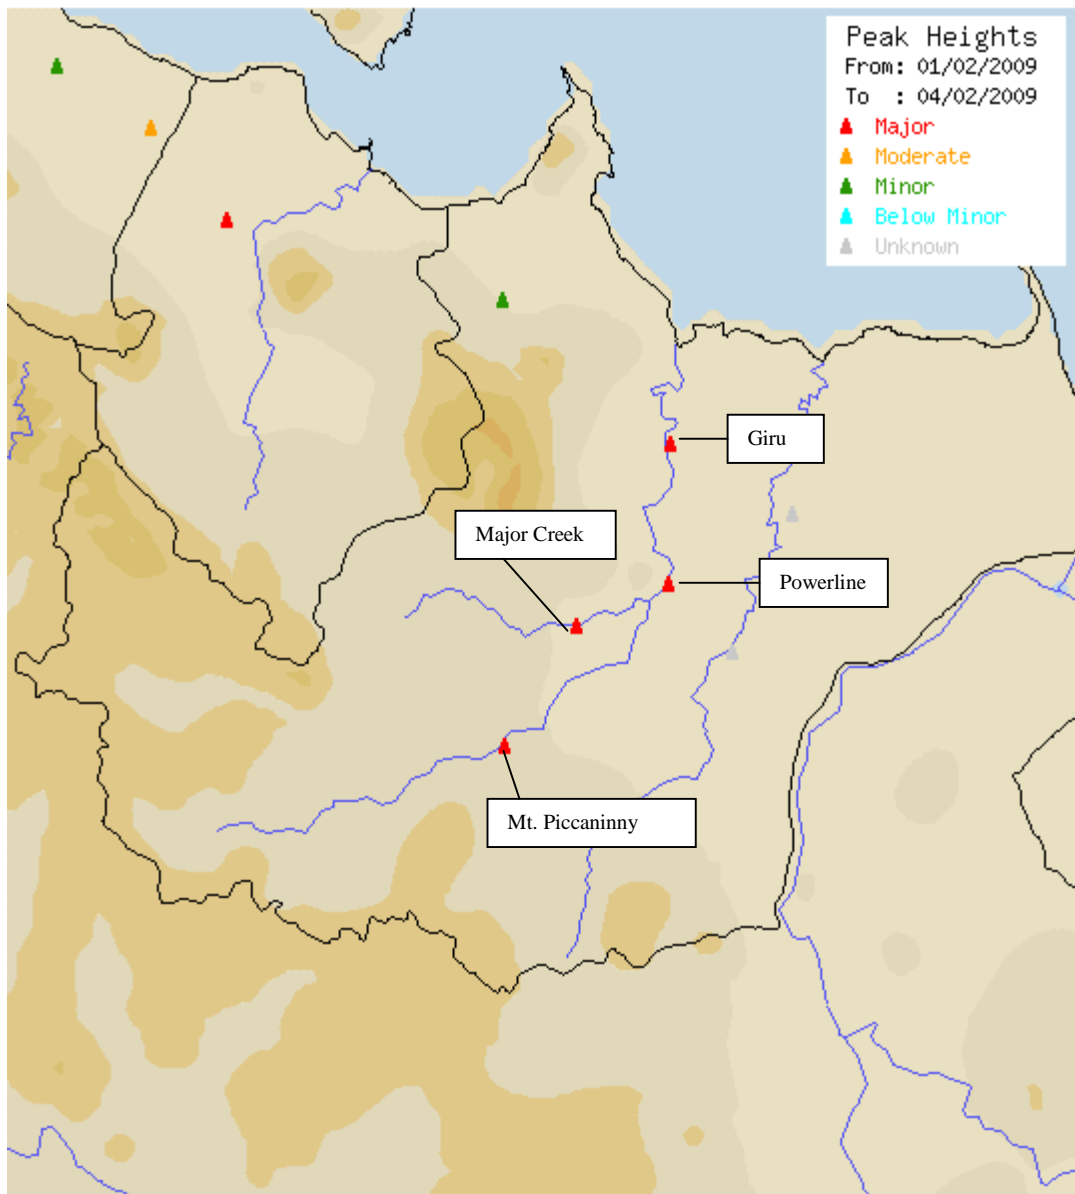 Peak Heights
From: 01/02/2009
To  : 04/02/2009
Major
Moderate
Minor
Below Minor
Unknown
Giru
Major Creek
Powerline
Mt. Piccaninny